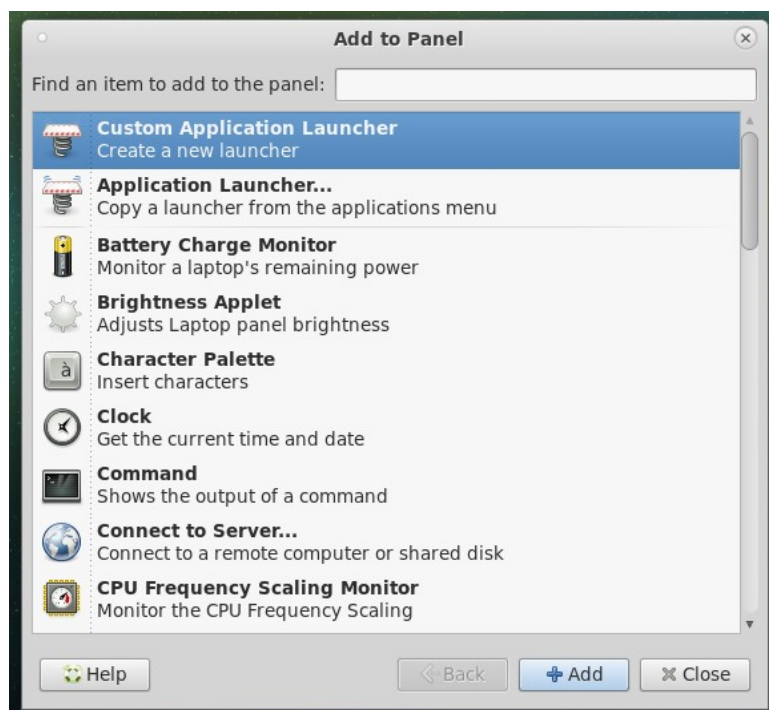 Add to Panel
Find an item to add to the panel:
Custom Application Launcher
Create a new launcher
Application Launcher...
Copy a launcher from the applications menu
Battery Charge Monitor
Monitor a laptop's remaining power
Brightness Applet
Adjusts Laptop panel brightness
à
Character Palette
Insert characters
Clock
Get the current time and date
Command
Shows the output of a command
Connect to Server...
Connect to a remote computer or shared disk
CPU Frequency Scaling Monitor
Monitor the CPU Frequency Scaling
Help Back Add Close